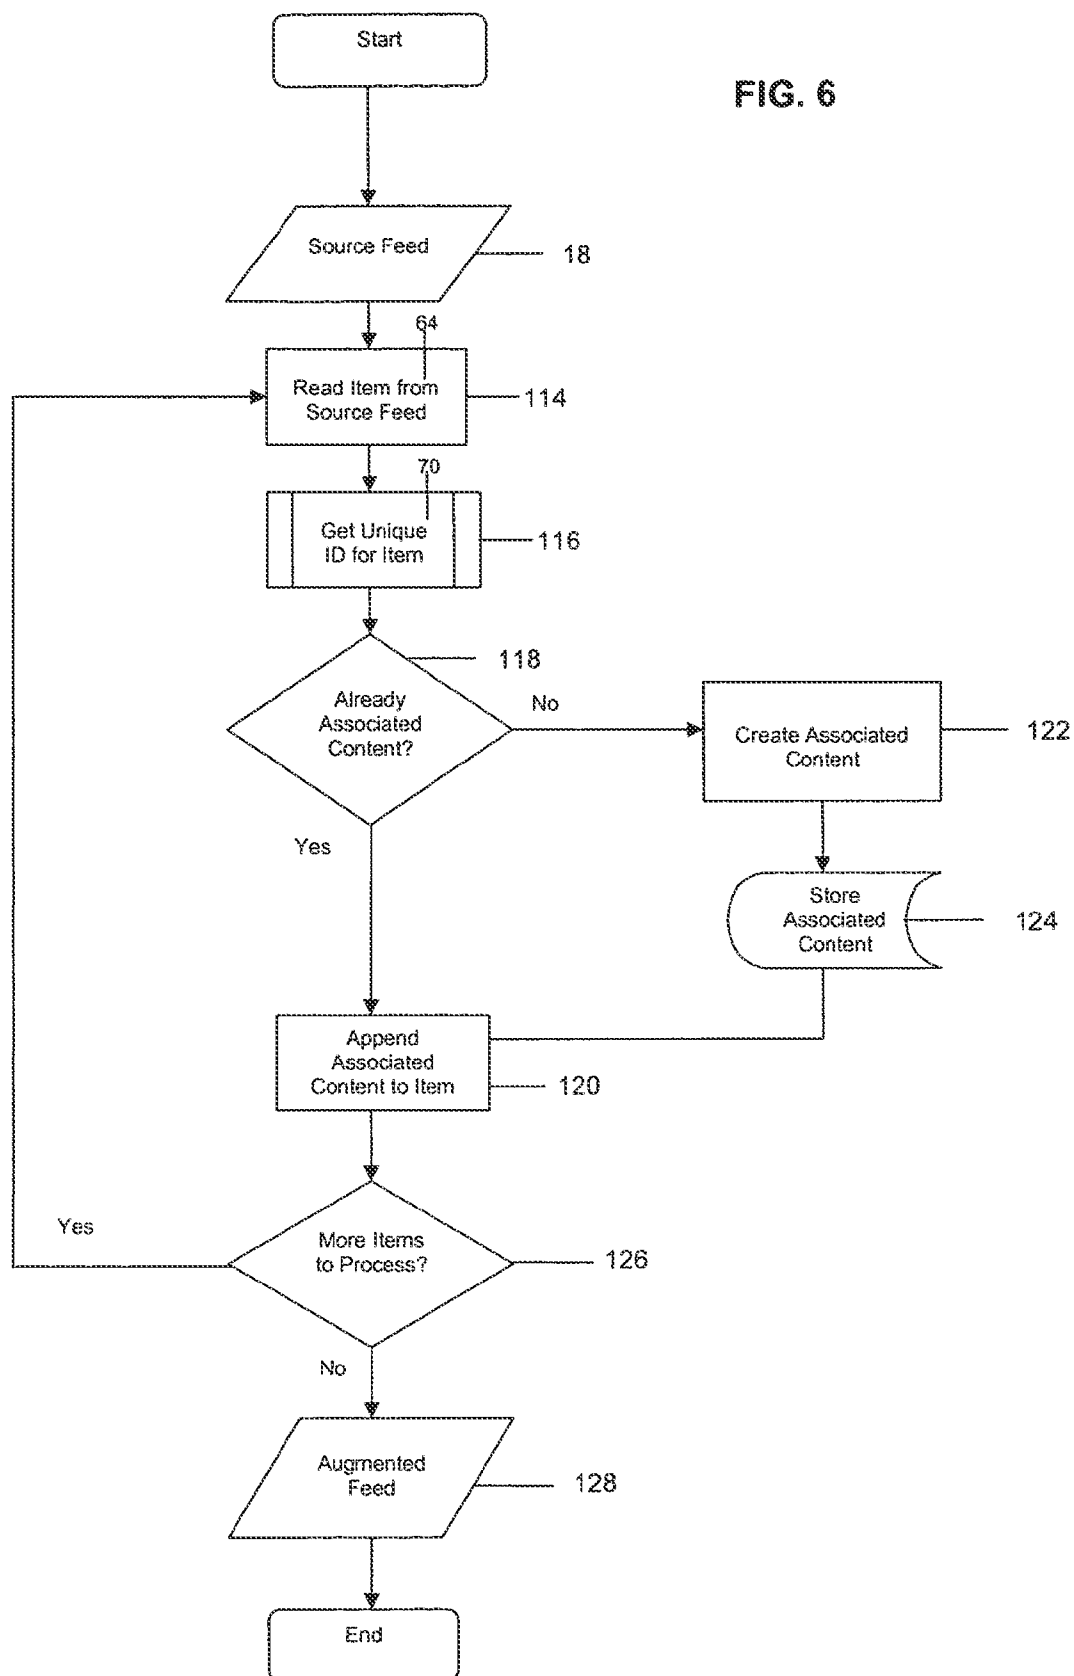 Start
FIG. 6
Source Feed
18
64
Read Item from
Source Feed
114
70
Get Unique
ID for Item
116
118
Already
Associated
Content?
No
Create Associated
Content
122
Yes
Store
Associated
Content
124
Append
Associated
Content to Item
120
Yes
More Items
to Process?
126
No
Augmented
Feed
128
End